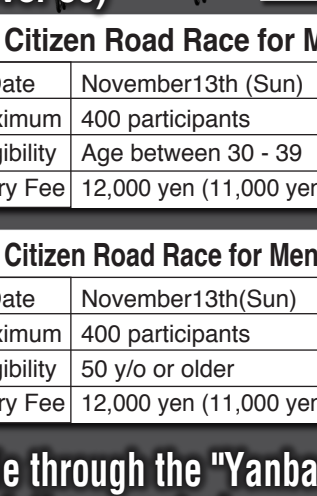 Citizen Road Race for M
Date November13th (Sun)
ximum 400 participants
gibility Age between 30 - 39
ry Fee 12,000 yen (11,000 yen
Citizen Road Race for Men
Date November13th(Sun)
ximum 400 participants
gibility 50 y/o or older
ry Fee 12,000 yen (11,000 yen
e through the "Yanba